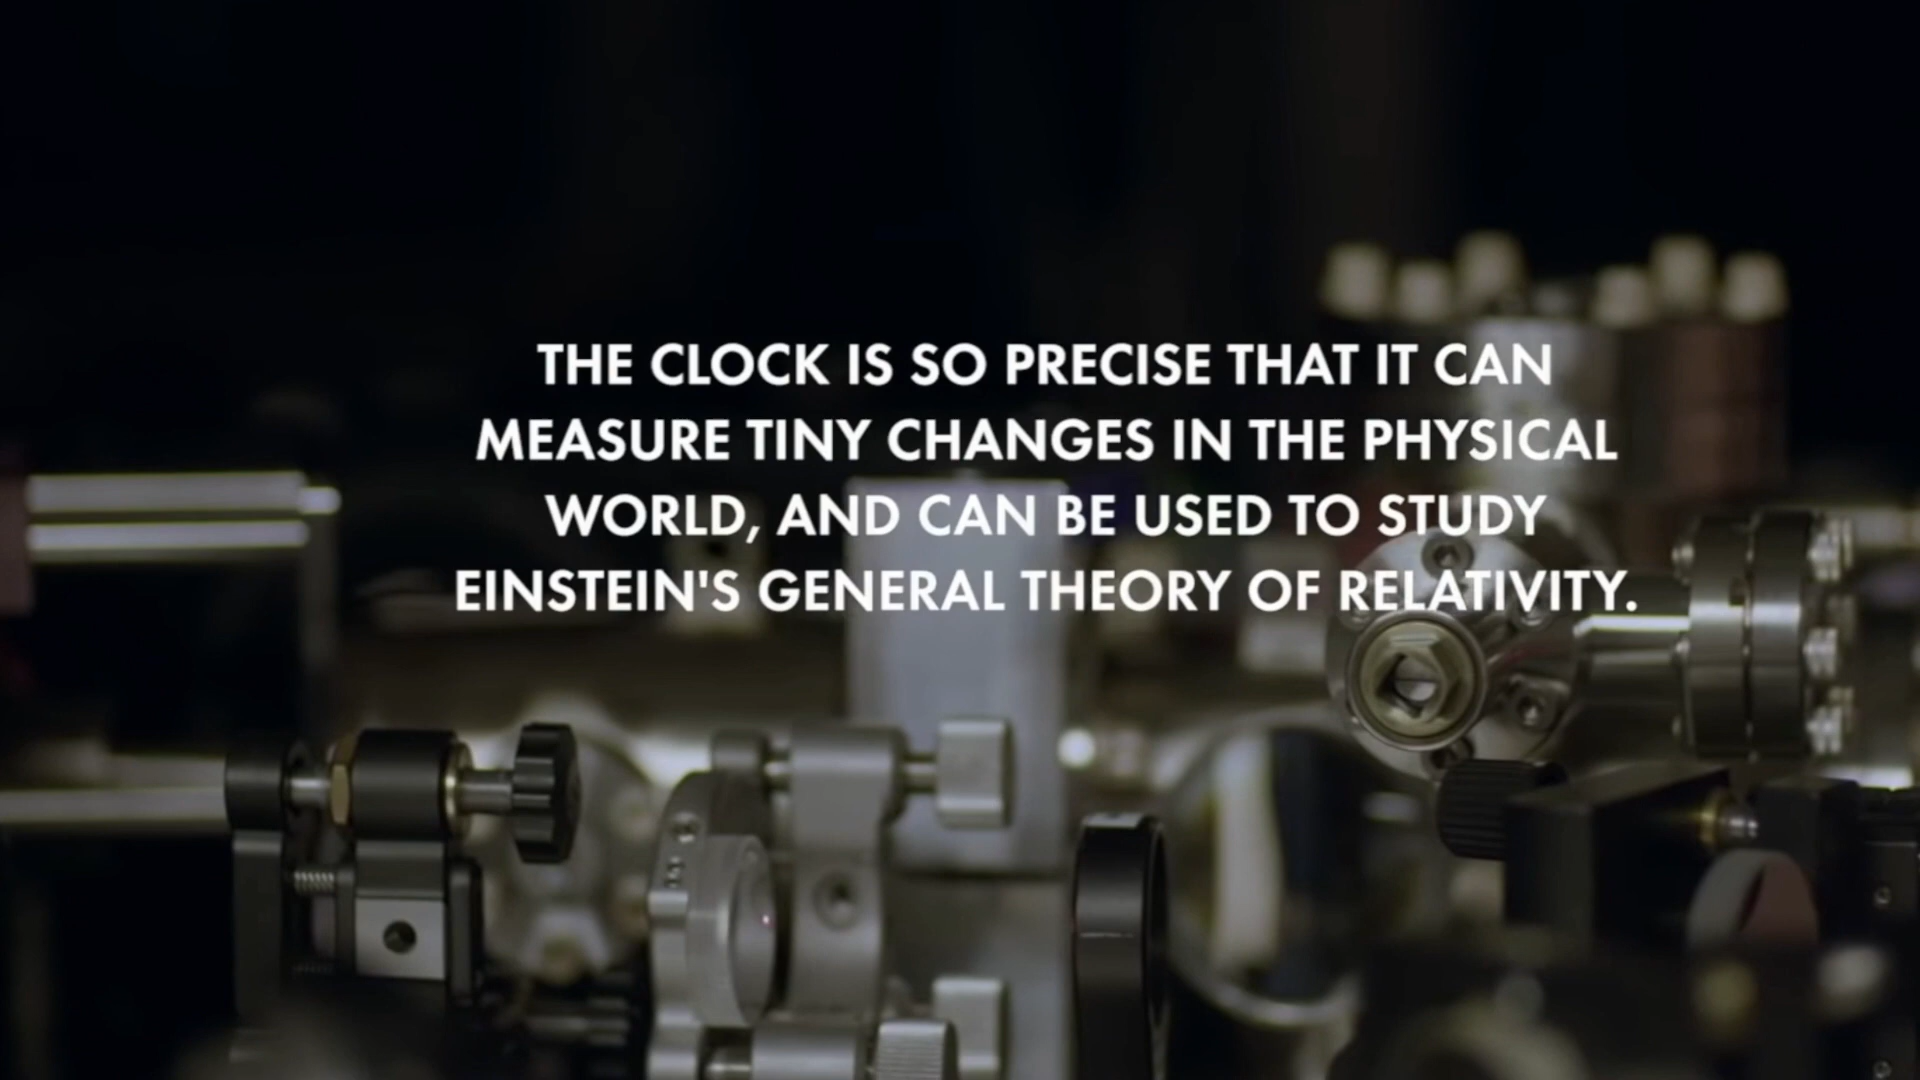 THE CLOCK IS SO PRECISE THAT IT CAN
MEASURE TINY CHANGES IN THE PHYSICAL
WORLD, AND CAN BE USED TO STUDY
EINSTEIN'S GENERAL THEORY OF RELATIVITY.